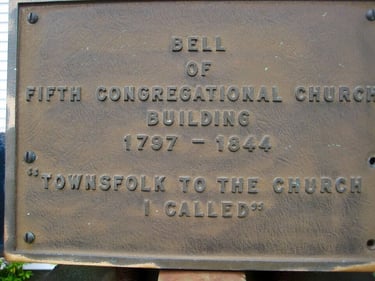 BELL
OF
FIFTH CONGREGATIONAL CHURCH
BUILDING
1797 - 1844
"TOWNSFOLK TO THE CHURCH
I CALLED"